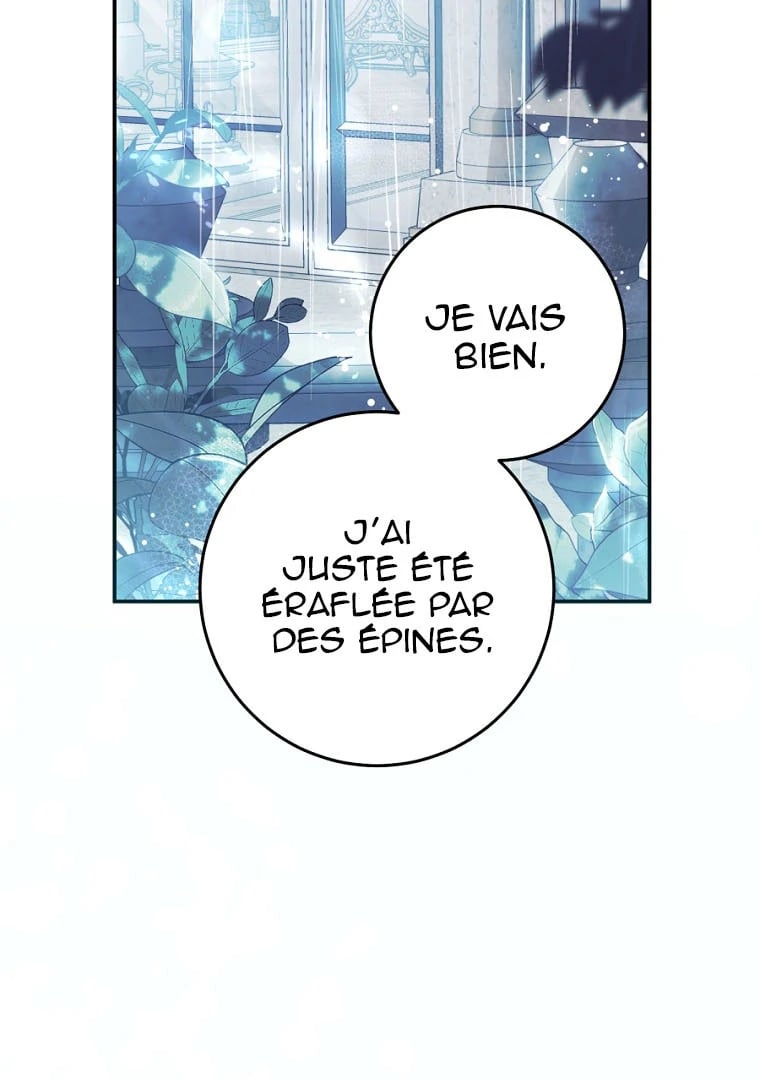 JE VAIS
BIEN.
J'AI
JUSTE ÉTÉ
ÉRAFLÉE PAR
DES ÉPINES.